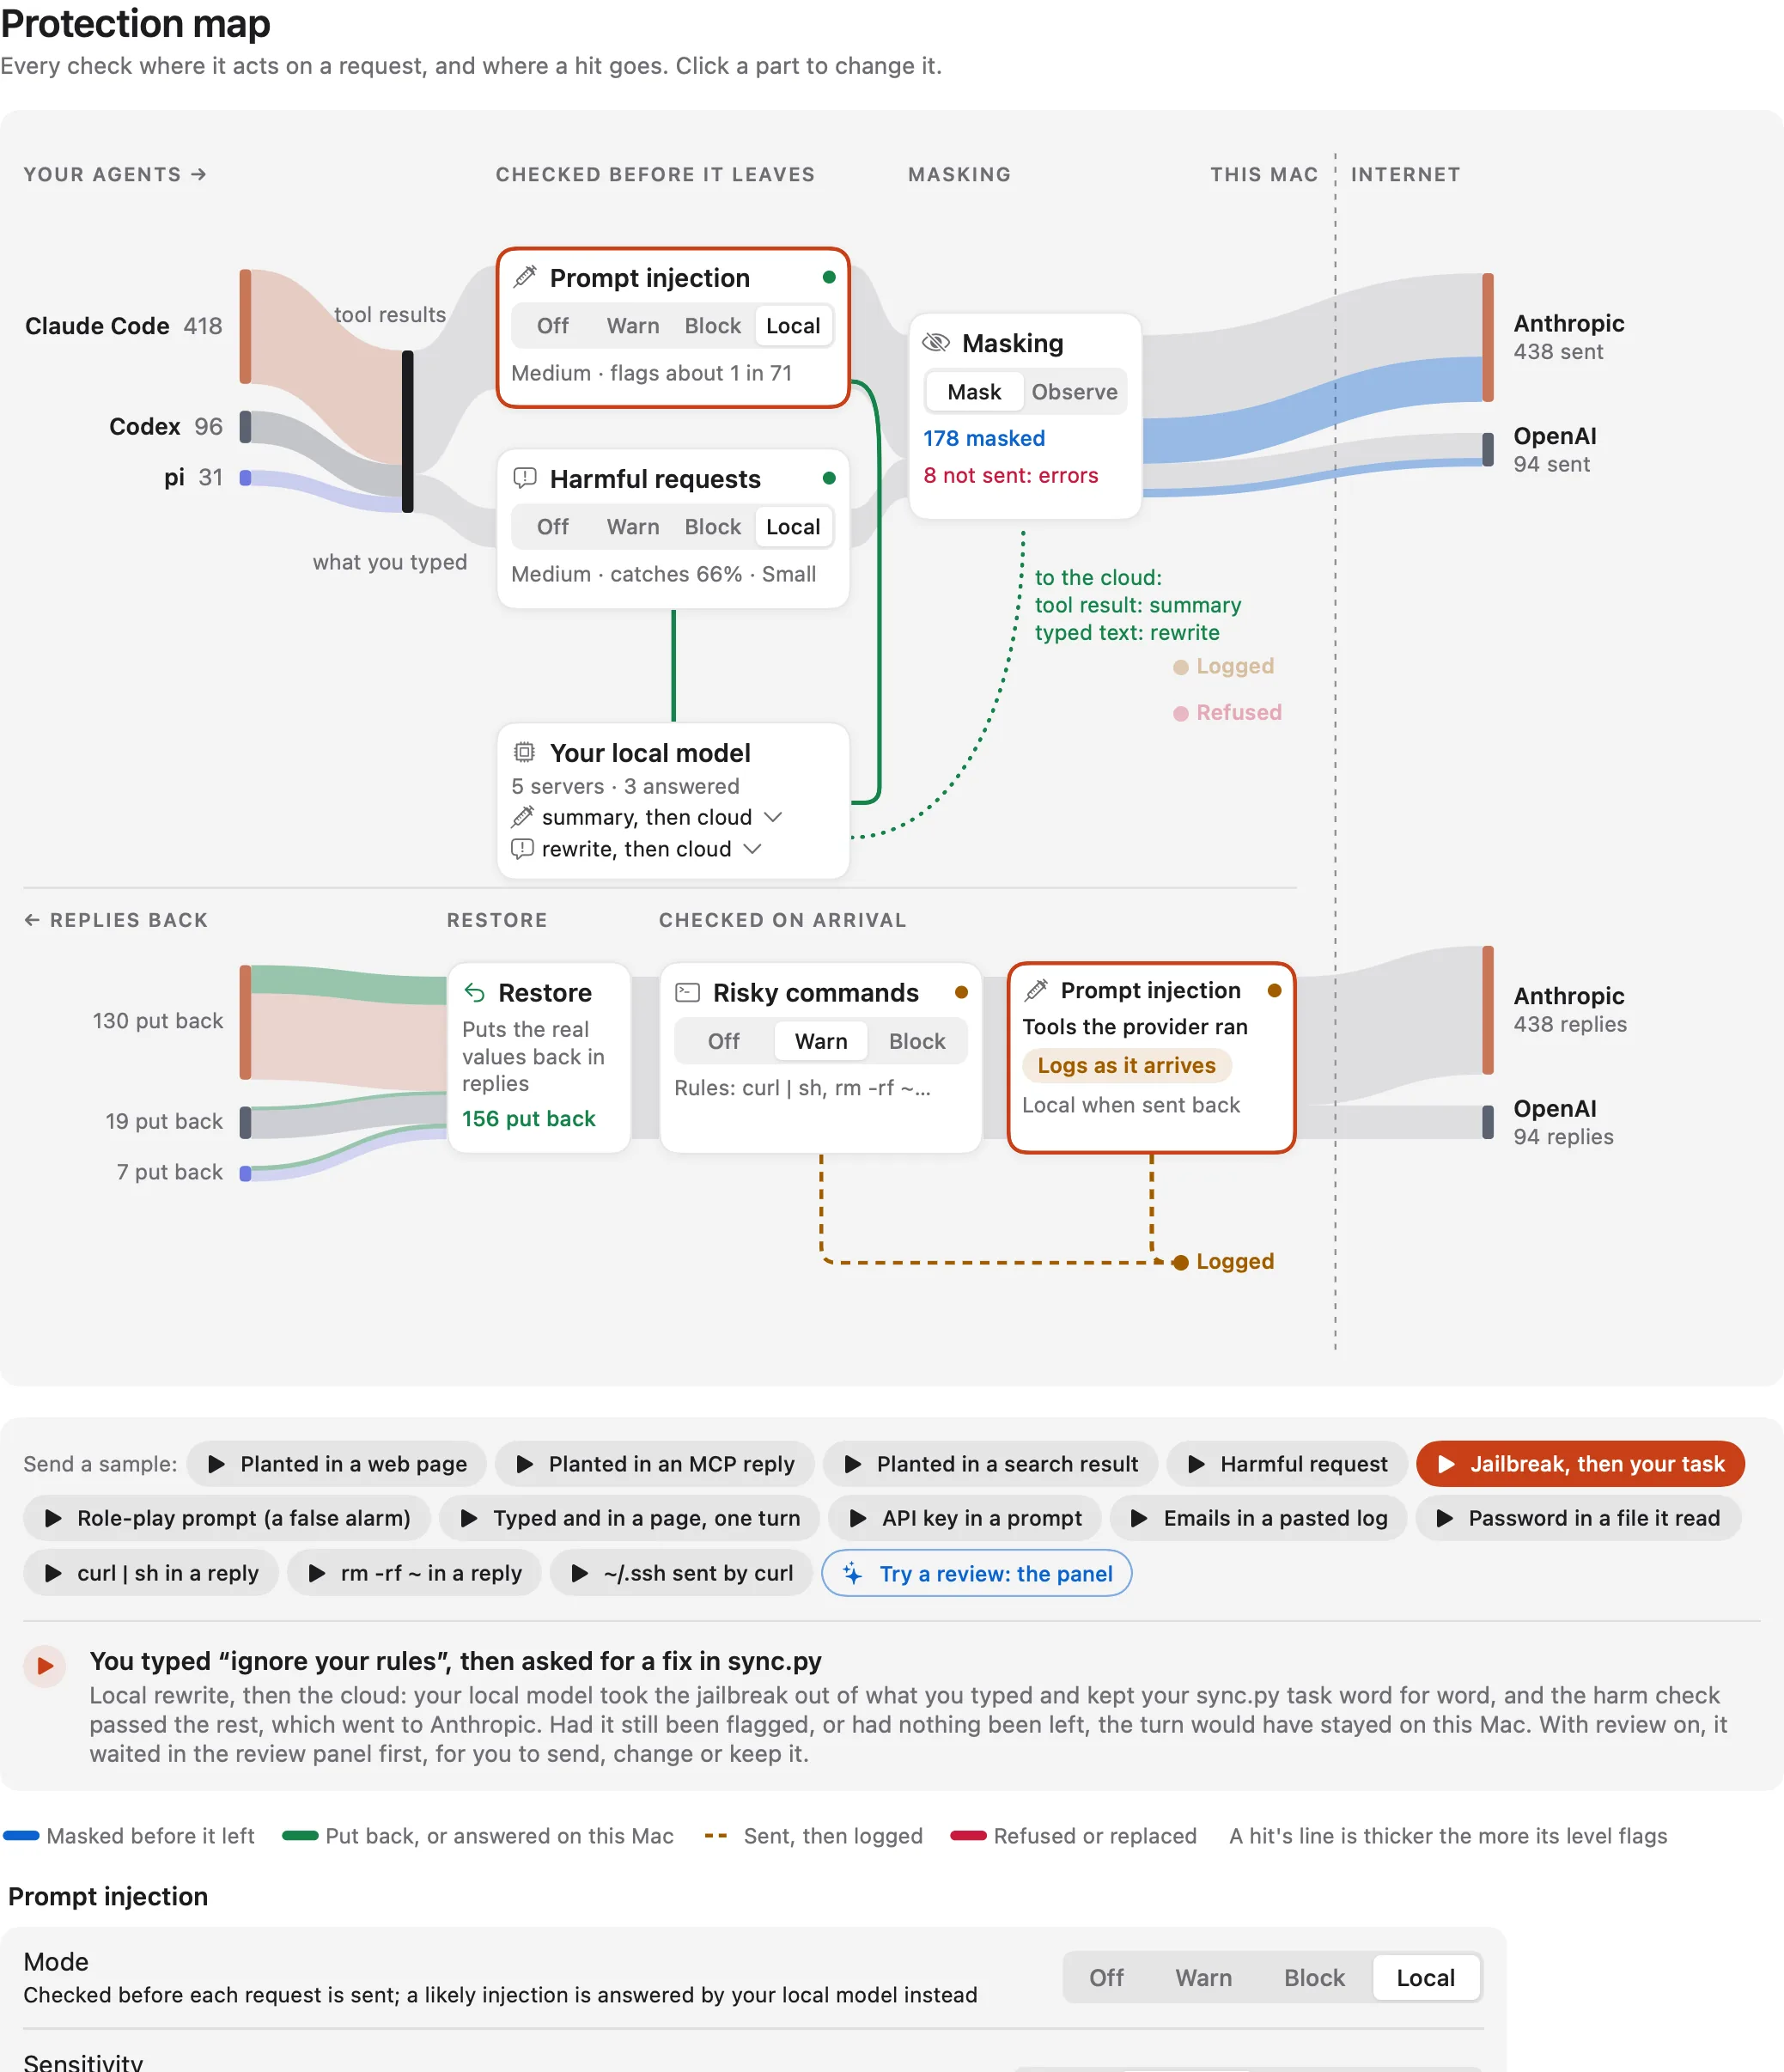 Protection map
Every check where it acts on a request, and where a hit goes. Click a part to change it.
YOUR AGENTS →
CHECKED BEFORE IT LEAVES
MASKING
THIS MAC
INTERNET
Claude Code 418
Codex 96
pi 31
tool results
what you typed
Prompt injection
Off Warn Block Local
Medium · flags about 1 in 71
Harmful requests
Off Warn Block Local
Medium · catches 66% · Small
Masking
Mask Observe
178 masked
8 not sent: errors
Anthropic
438 sent
OpenAI
94 sent
to the cloud:
tool result: summary
typed text: rewrite
Logged
Refused
Your local model
5 servers · 3 answered
summary, then cloud
rewrite, then cloud
← REPLIES BACK
RESTORE
CHECKED ON ARRIVAL
130 put back
19 put back
7 put back
Restore
Puts the real
values back in
replies
156 put back
Risky commands
Off Warn Block
Rules: curl | sh, rm -rf ~...
Prompt injection
Tools the provider ran
Logs as it arrives
Local when sent back
Anthropic
438 replies
OpenAI
94 replies
Logged
Send a sample: Planted in a web page Planted in an MCP reply Planted in a search result Harmful request Jailbreak, then your task
Role-play prompt (a false alarm) Typed and in a page, one turn API key in a prompt Emails in a pasted log Password in a file it read
curl | sh in a reply rm -rf ~ in a reply ~/.ssh sent by curl Try a review: the panel
You typed “ignore your rules”, then asked for a fix in sync.py
Local rewrite, then the cloud: your local model took the jailbreak out of what you typed and kept your sync.py task word for word, and the harm check
passed the rest, which went to Anthropic. Had it still been flagged, or had nothing been left, the turn would have stayed on this Mac. With review on, it
waited in the review panel first, for you to send, change or keep it.
Masked before it left Put back, or answered on this Mac Sent, then logged Refused or replaced A hit's line is thicker the more its level flags
Prompt injection
Mode
Checked before each request is sent; a likely injection is answered by your local model instead
Off Warn Block Local
Sensitivity